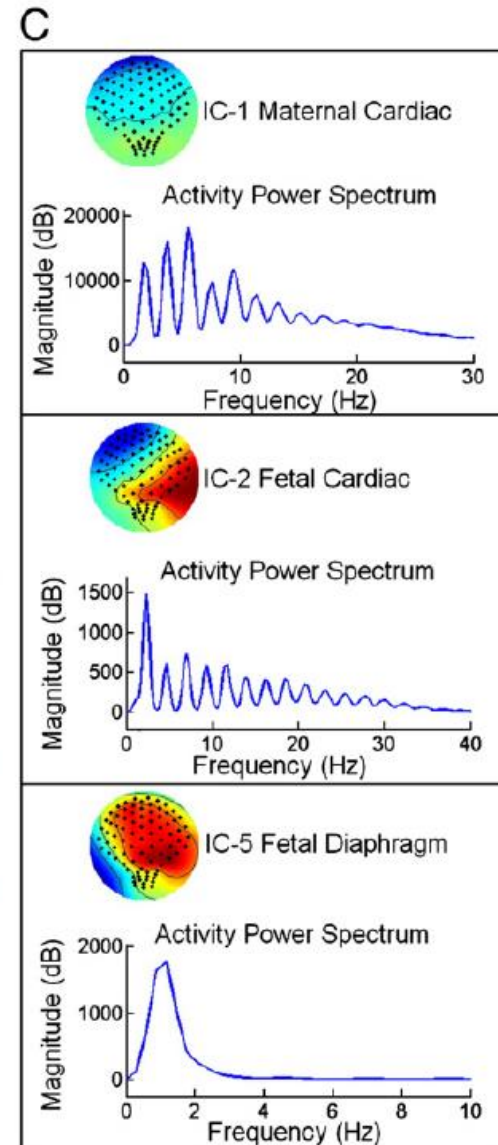 C
IC-1 Maternal Cardiac
Activity Power Spectrum
Magnitude (dB)
20000
10000
0
0 10 20 30
Frequency (Hz)
IC-2 Fetal Cardiac
Activity Power Spectrum
Magnitude (dB)
1500
1000
500
0
0 10 20 30 40
Frequency (Hz)
IC-5 Fetal Diaphragm
Activity Power Spectrum
Magnitude (dB)
2000
1000
0
0 2 4 6 8 10
Frequency (Hz)